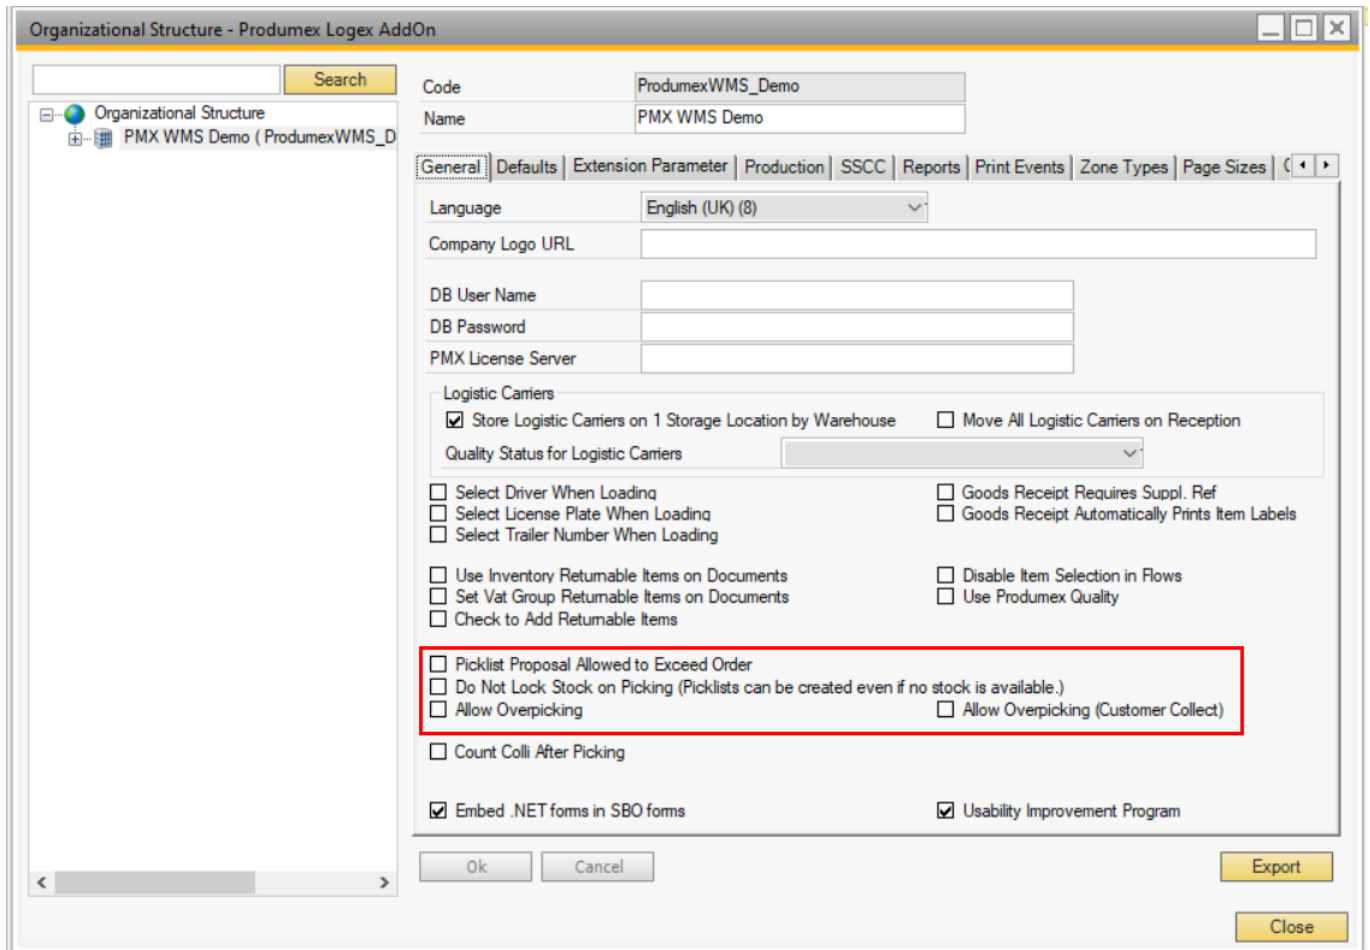 Organizational Structure - Produmex Logex AddOn
Search
Organizational Structure
PMX WMS Demo ( ProdumexWMS_D
Code ProdumexWMS_Demo
Name PMX WMS Demo
General Defaults Extension Parameter Production SSCC Reports Print Events Zone Types Page Sizes
Language English (UK) (8)
Company Logo URL
DB User Name
DB Password
PMX License Server
Logistic Carriers
Store Logistic Carriers on 1 Storage Location by Warehouse Move All Logistic Carriers on Reception
Quality Status for Logistic Carriers
Select Driver When Loading Goods Receipt Requires Suppl. Ref
Select License Plate When Loading Goods Receipt Automatically Prints Item Labels
Select Trailer Number When Loading
Use Inventory Returnable Items on Documents Disable Item Selection in Flows
Set Vat Group Returnable Items on Documents Use Produmex Quality
Check to Add Returnable Items
Picklist Proposal Allowed to Exceed Order
Do Not Lock Stock on Picking (Picklists can be created even if no stock is available.)
Allow Overpicking Allow Overpicking (Customer Collect)
Count Colli After Picking
Embed .NET forms in SBO forms Usability Improvement Program
Ok Cancel Export
Close